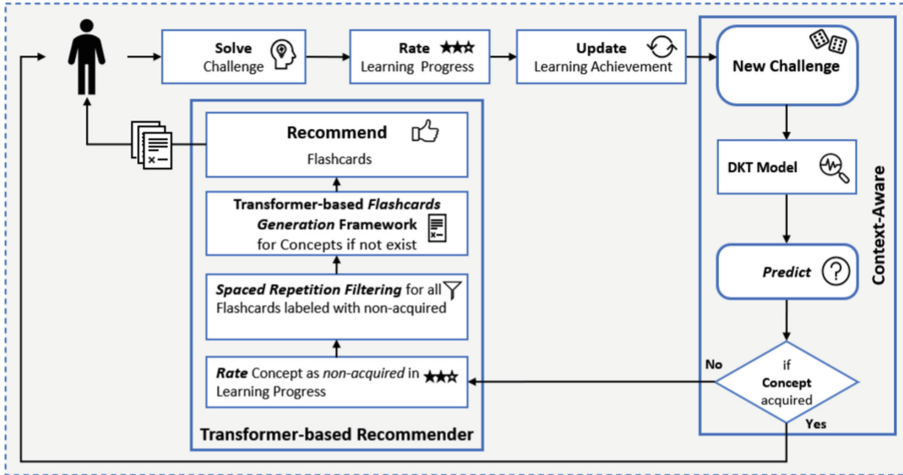 Solve
Challenge
Rate
Learning Progress
Update
Learning Achievement
New Challenge
DKT Model
Predict
if
Concept
acquired
No
Yes
Context-Aware
Recommend
Flashcards
Transformer-based Flashcards
Generation Framework
for Concepts if not exist
Spaced Repetition Filtering for all
Flashcards labeled with non-acquired
Rate Concept as non-acquired in
Learning Progress
Transformer-based Recommender